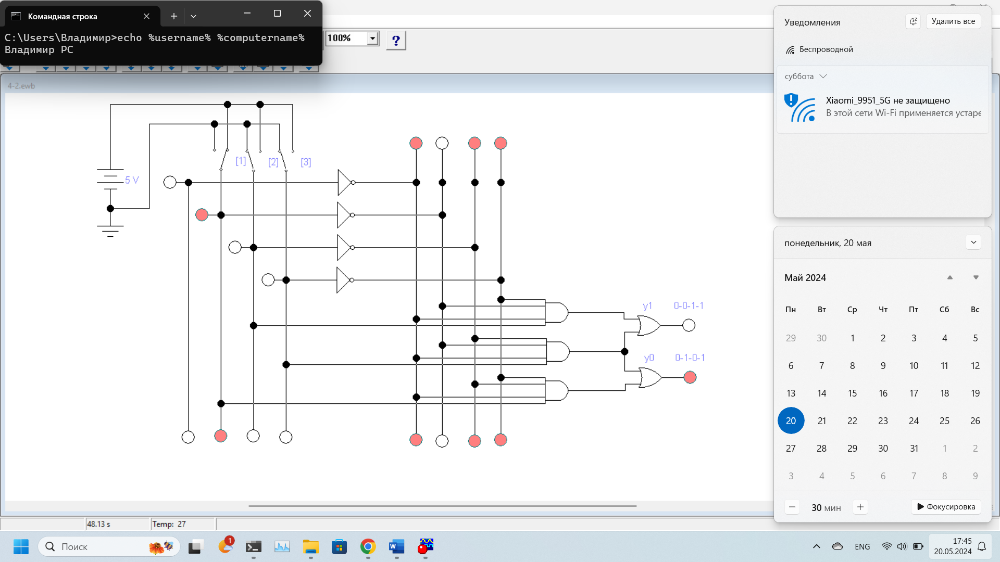 Командная строка
C:\Users\Владимир>echo %username% %computername%
Владимир PC
100%
?
4-2.ewb
5 V
[1]
[2]
[3]
y1
0-0-1-1
y0
0-1-0-1
48.13 s
Temp: 27
Уведомления
Удалить все
Беспроводной
суббота
Xiaomi_9951_5G не защищено
В этой сети Wi-Fi применяется устаре
понедельник, 20 мая
Май 2024
Пн Вт Ср Чт Пт Сб Вс
29 30 1 2 3 4 5
6 7 8 9 10 11 12
13 14 15 16 17 18 19
20 21 22 23 24 25 26
27 28 29 30 31 1 2
3 4 5 6 7 8 9
30 мин
Фокусировка
Поиск
1
W
ENG
17:45
20.05.2024